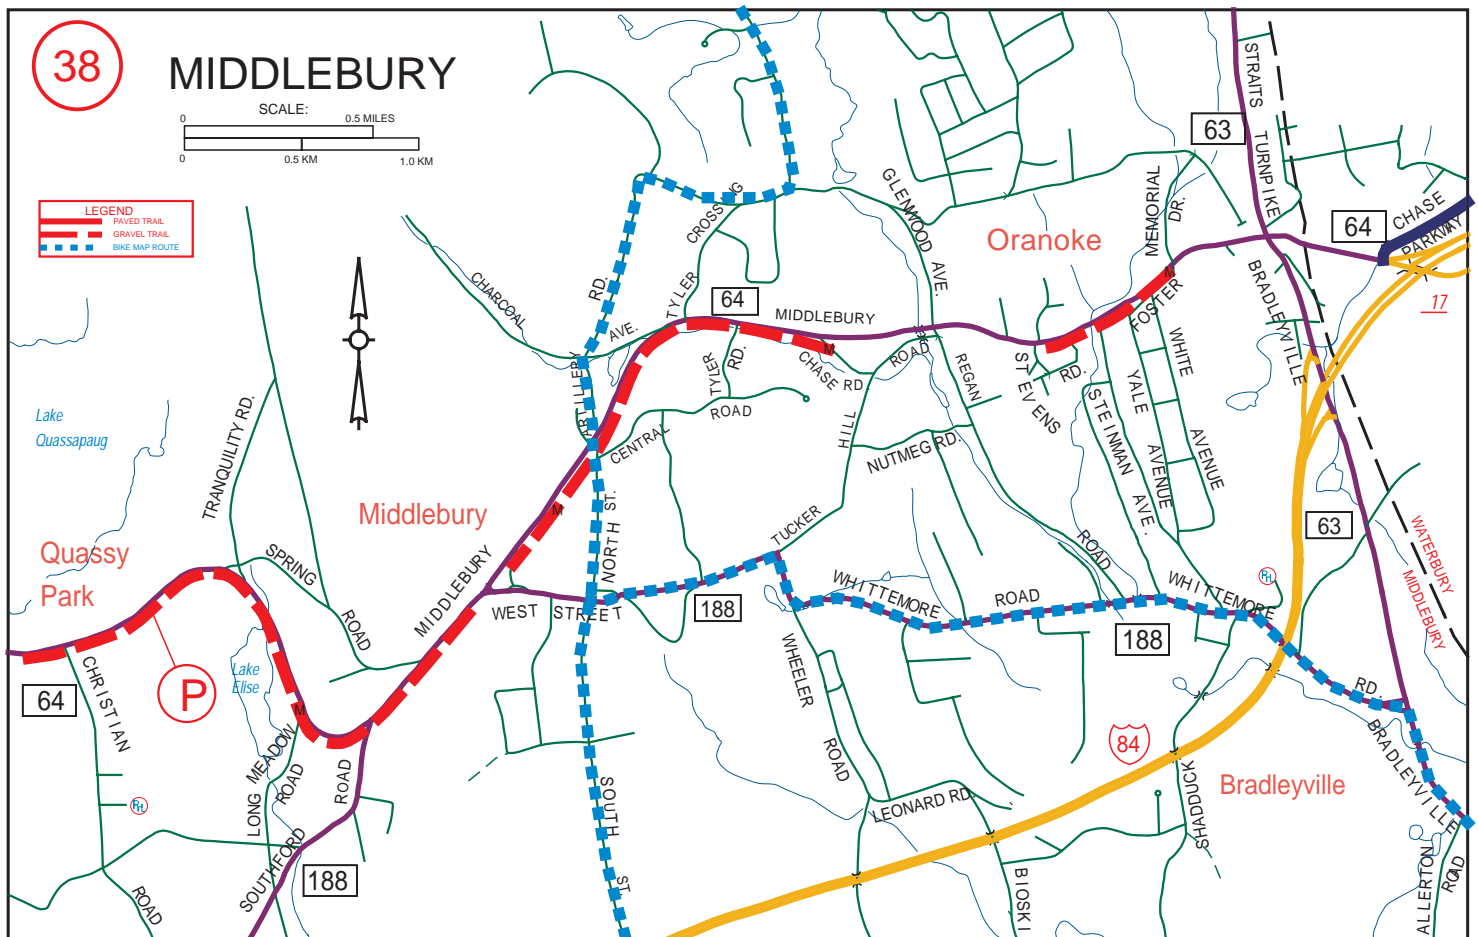 38
MIDDLEBURY
SCALE:
0
0.5 MILES
0
0.5 KM
1.0 KM
LEGEND
PAVED TRAIL
GRAVEL TRAIL
BIKE MAP ROUTE
STRAITS TURNPIKE
63
64
CHASE
PARKWAY
17
GLENWOOD AVE.
MEMORIAL DR.
Oranoke
CROSSING
TYLER
RD.
CHARCOAL
AVE.
64
MIDDLEBURY
ROAD
M
M
FOSTER
RD.
BRADLEYVILLE
WHITE
AVENUE
YALE
AVENUE
STEINMAN AVE.
STEVENS
REGAN
ROAD
CHASE RD
TYLER
RD.
ARTILLERY
CENTRAL
ROAD
HILL
NUTMEG RD.
TUCKER
Lake
Quassapaug
TRANQUILITY RD.
Middlebury
M
NORTH ST.
Quassy
Park
SPRING
ROAD
MIDDLEBURY
WEST STREET
188
WHITTEMORE
ROAD
WHITTEMORE
RD.
188
63
WATERBURY
MIDDLEBURY
64
CHRISTIAN
ROAD
P
Lake
Elise
M
LONG MEADOW
ROAD
SOUTHFORD
ROAD
188
WHEELER
ROAD
LEONARD RD.
SOUTH
ST.
84
SHADDUCK
Bradleyville
BRADLEYVILLE
BIOSKI
ALLERTON
ROAD